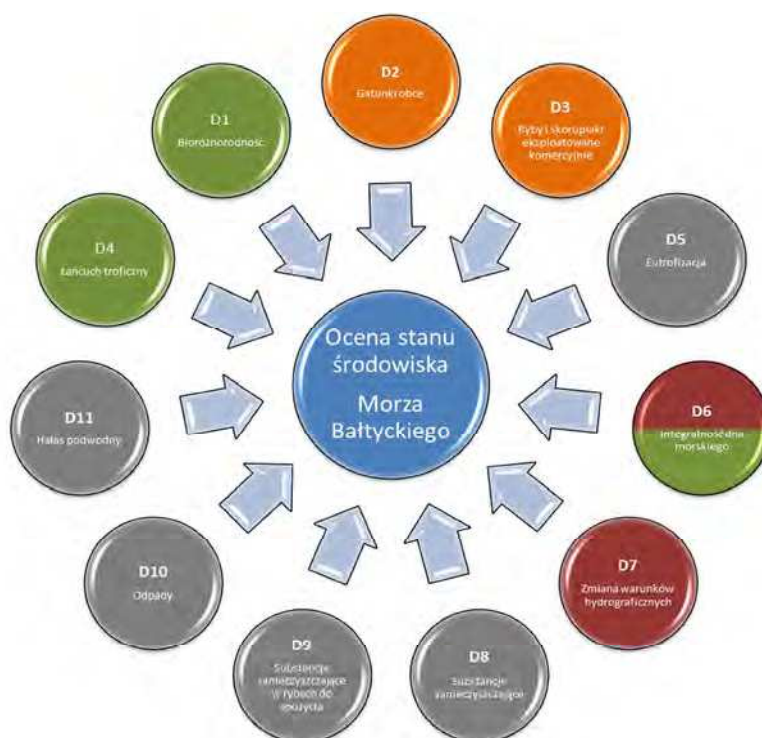 D2
Gatunki obce
D3
Ryby i skorupiaki
eksploatowane
komercyjnie
D5
Eutrofizacja
D6
Integralność dna
morskiego
D7
Zmiana warunków
hydrograficznych
D8
Substancje
zanieczyszczające
D9
Substancje
zanieczyszczające
w rybach do
spożycia
D10
Odpady
D11
Hałas podwodny
D4
Łańcuch troficzny
D1
Bioróżnorodność
Ocena stanu
środowiska
Morza
Bałtyckiego